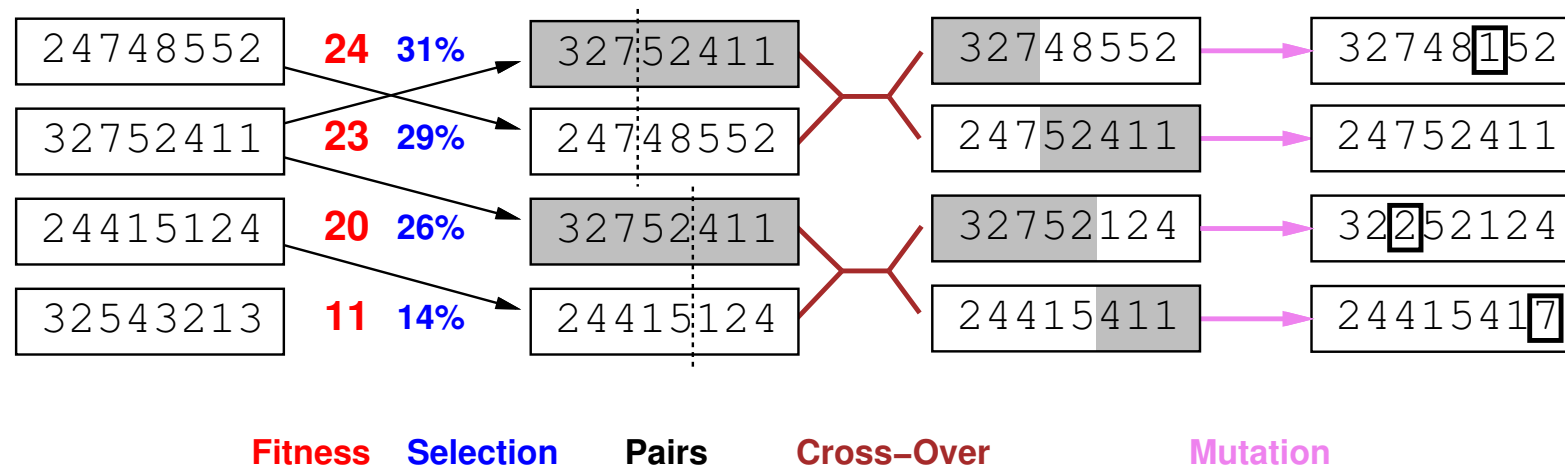 24748552 24 31% 32752411 32748552 32748152
32752411 23 29% 24748552 24752411 24752411
24415124 20 26% 32752411 32752124 32252124
32543213 11 14% 24415124 24415411 24415417
Fitness Selection Pairs Cross–Over Mutation